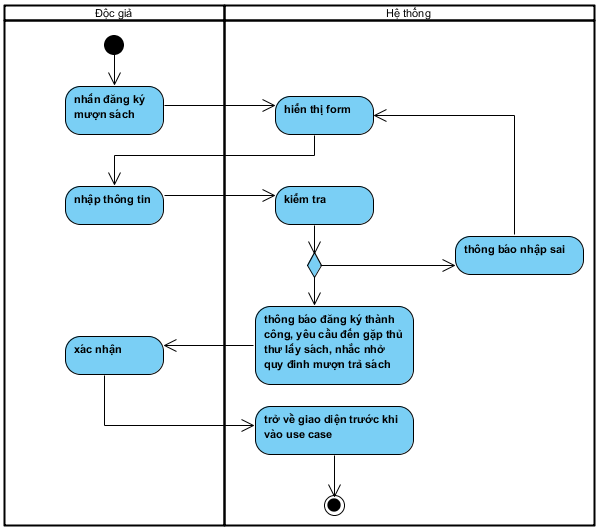 Độc giả
Hệ thống
nhấn đăng ký
mượn sách
hiển thị form
nhập thông tin
kiểm tra
thông báo nhập sai
thông báo đăng ký thành
công, yêu cầu đến gặp thủ
thư lấy sách, nhắc nhở
quy đinh mượn trả sách
xác nhận
trở về giao diện trước khi
vào use case